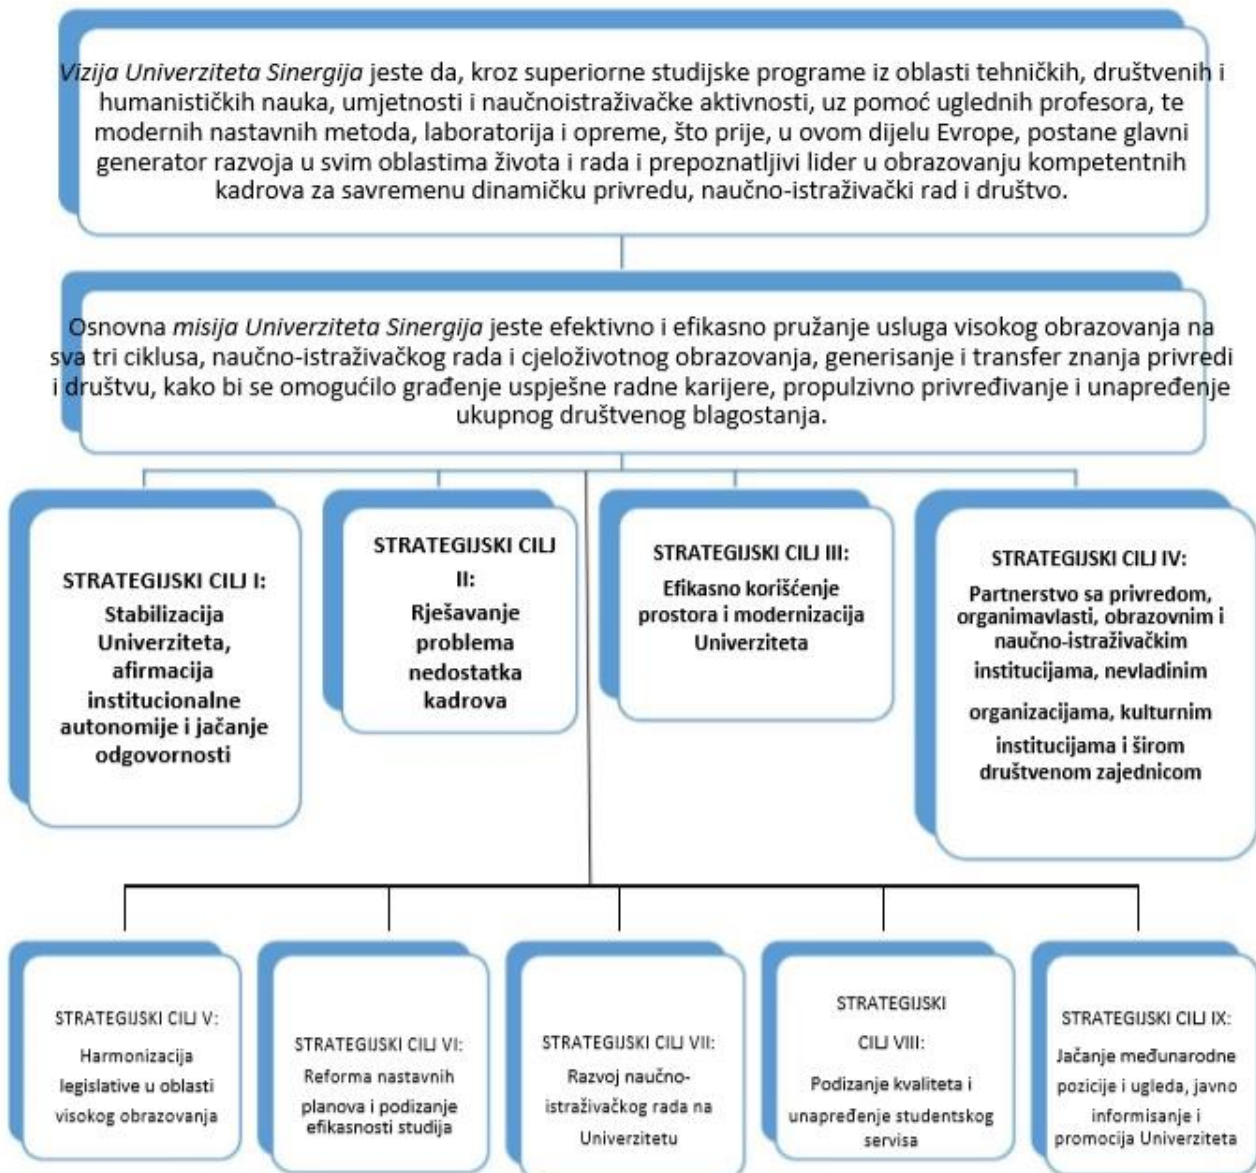 Vizija Univerziteta Sinergija jeste da, kroz superiorne studijske programe iz oblasti tehničkih, društvenih i
humanističkih nauka, umjetnosti i naučnoistraživačke aktivnosti, uz pomoć uglednih profesora, te
modernih nastavnih metoda, laboratorija i opreme, što prije, u ovom dijelu Evrope, postane glavni
generator razvoja u svim oblastima života i rada i prepoznatljivi lider u obrazovanju kompetentnih
kadrova za savremenu dinamičku privredu, naučno-istraživački rad i društvo.
Osnovna misija Univerziteta Sinergija jeste efektivno i efikasno pružanje usluga visokog obrazovanja na
sva tri ciklusa, naučno-istraživačkog rada i cjeloživotnog obrazovanja, generisanje i transfer znanja privredi
i društvu, kako bi se omogućilo građenje uspješne radne karijere, propulzivno privređivanje i unapređenje
ukupnog društvenog blagostanja.
STRATEGIJSKI CILJ I:
Stabilizacija
Univerziteta,
afirmacija
institucionalne
autonomije i jačanje
odgovornosti
STRATEGIJSKI CILJ
II:
Rješavanje
problema
nedostatka
kadrova
STRATEGIJSKI CILJ III:
Efikasno korišćenje
prostora i modernizacija
Univerziteta
STRATEGIJSKI CILJ IV:
Partnerstvo sa privredom,
organimavlasti, obrazovnim i
naučno-istraživačkim
institucijama, nevladinim
organizacijama, kulturnim
institucijama i širom
društvenom zajednicom
STRATEGIJSKI CILJ V:
Harmonizacija
legislative u oblasti
visokog obrazovanja
STRATEGIJSKI CILJ VI:
Reforma nastavnih
planova i podizanje
efikasnosti studija
STRATEGIJSKI CILJ VII:
Razvoj naučno-
istraživačkog rada na
Univerzitetu
STRATEGIJSKI
CILJ VIII:
Podizanje kvaliteta i
unapređenje studentskog
servisa
STRATEGIJSKI CILJ IX:
Jačanje međunarodne
pozicije i ugleda, javno
informisanje i
promocija Univerziteta